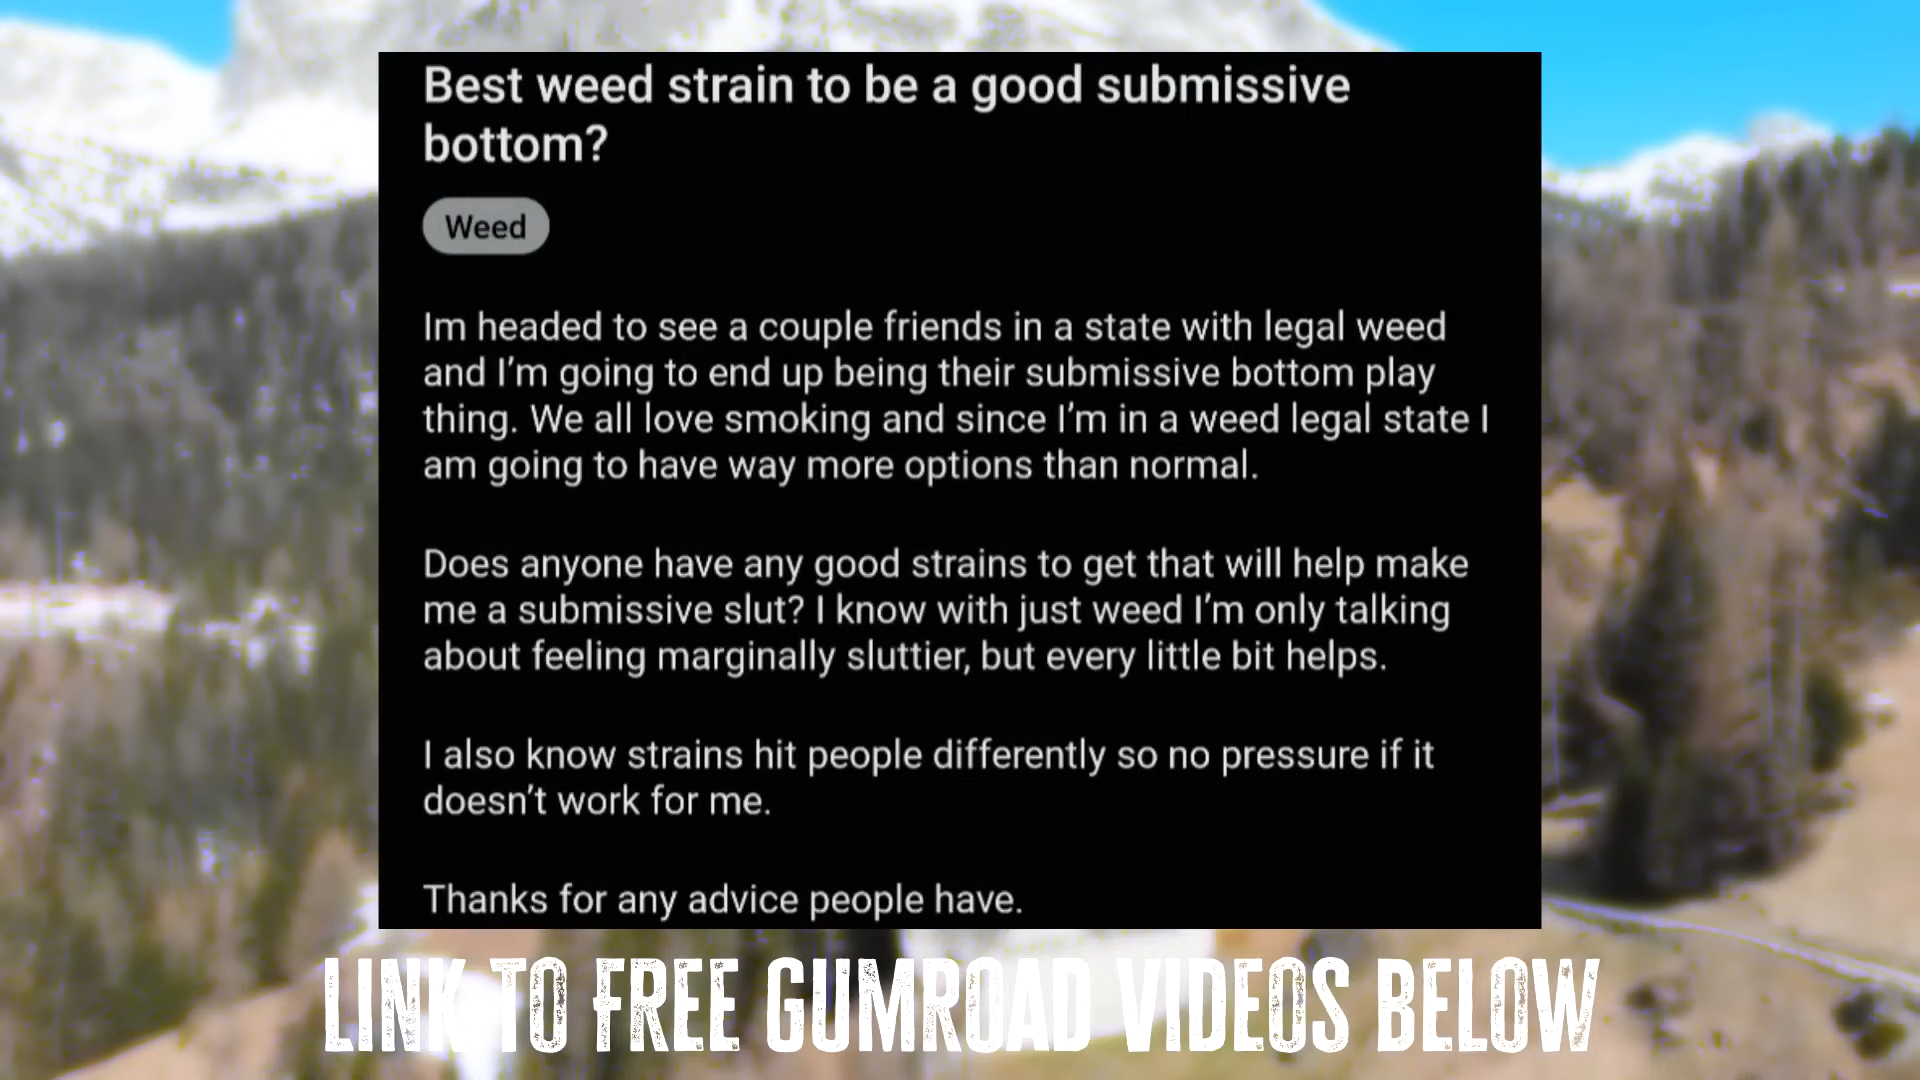 Best weed strain to be a good submissive
bottom?
Weed
Im headed to see a couple friends in a state with legal weed
and I’m going to end up being their submissive bottom play
thing. We all love smoking and since I’m in a weed legal state I
am going to have way more options than normal.
Does anyone have any good strains to get that will help make
me a submissive slut? I know with just weed I’m only talking
about feeling marginally sluttier, but every little bit helps.
I also know strains hit people differently so no pressure if it
doesn’t work for me.
Thanks for any advice people have.
LINK TO FREE GUMROAD VIDEOS BELOW